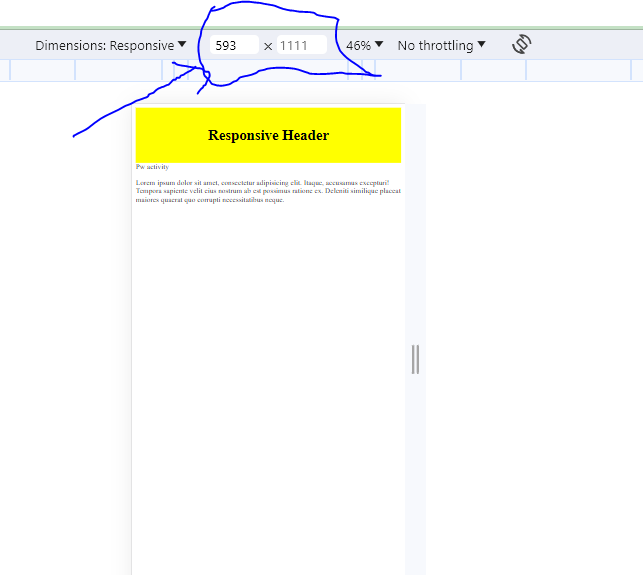 Dimensions: Responsive 593 × 1111 46% No throttling
Responsive Header
Pw activity
Lorem ipsum dolor sit amet, consectetur adipisicing elit. Itaque, accusamus excepturi!
Tempora sapiente velit eius nostrum ab est possimus ratione ex. Deleniti similique placeat
maiores quaerat quo corrupti necessitatibus neque.